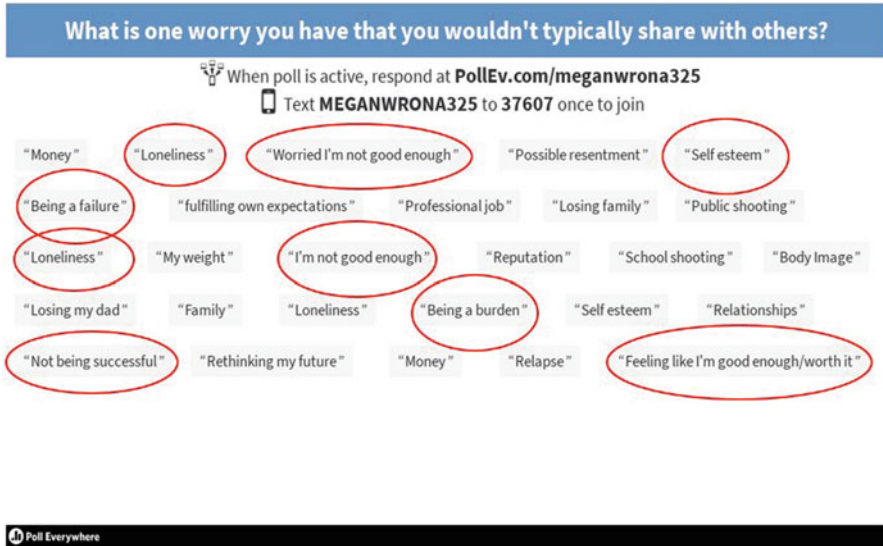 What is one worry you have that you wouldn't typically share with others?
When poll is active, respond at PollEv.com/meganwrona325
Text MEGANWRONA325 to 37607 once to join
“Money” “Loneliness” “Worried I'm not good enough” “Possible resentment” “Self esteem”
“Being a failure” “fulfilling own expectations” “Professional job” “Losing family” “Public shooting”
“Loneliness” “My weight” “I'm not good enough” “Reputation” “School shooting” “Body Image”
“Losing my dad” “Family” “Loneliness” “Being a burden” “Self esteem” “Relationships”
“Not being successful” “Rethinking my future” “Money” “Relapse” “Feeling like I'm good enough/worth it”
Poll Everywhere